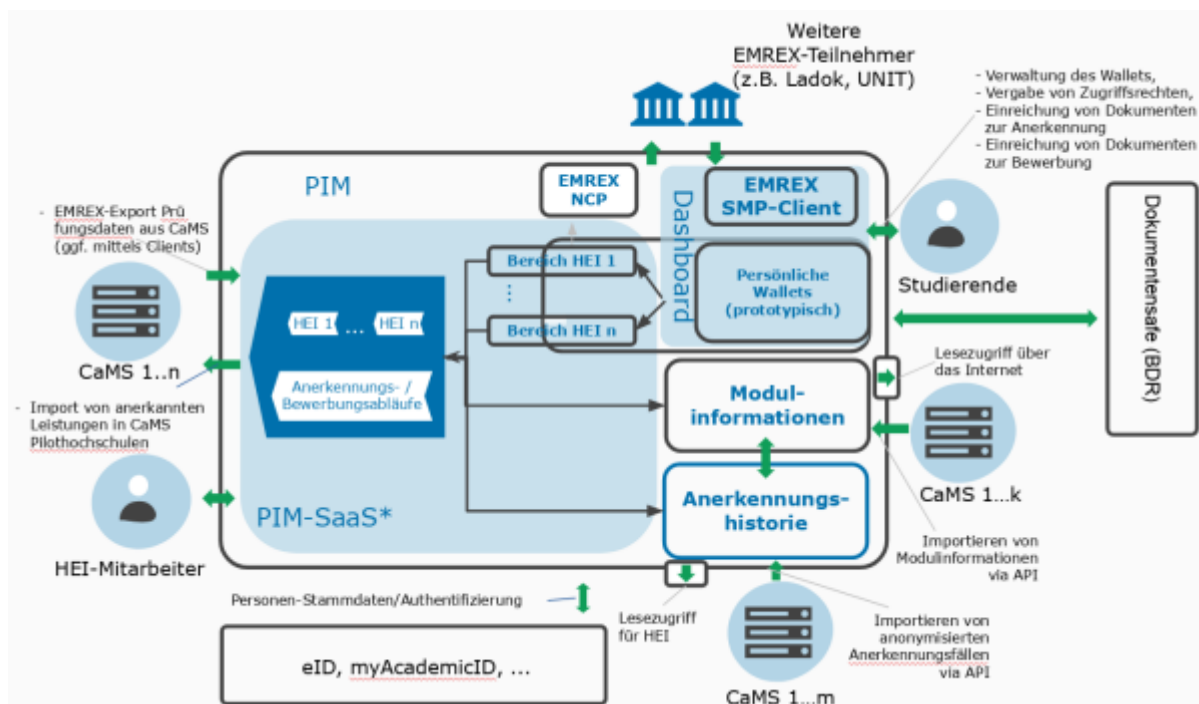 Weitere
EMREX-Teilnehmer
(z.B. Ladok, UNIT)
- Verwaltung des Wallets,
- Vergabe von Zugriffsrechten,
- Einreichung von Dokumenten
zur Anerkennung
- Einreichung von Dokumenten
zur Bewerbung
PIM
EMREX
NCP
EMREX
SMP-Client
Dashboard
- EMREX-Export Prü
fungsdaten aus CaMS
(ggf. mittels Clients)
Bereich HEI 1
⋮
Bereich HEI n
Persönliche
Wallets
(prototypisch)
Studierende
Dokumentensafe (BDR)
HEI 1 ... HEI n
Anerkennungs- /
Bewerbungsabläufe
CaMS 1..n
Lesezugriff über
das Internet
Modul-
informationen
- Import von anerkannten
Leistungen in CaMS
Pilothochschulen
CaMS 1...k
Anerkennungs-
historie
PIM-SaaS*
HEI-Mitarbeiter
Importieren von
Modulinformationen
via API
Personen-Stammdaten/Authentifizierung
Lesezugriff
für HEI
Importieren von
anonymisierten
Anerkennungsfällen
via API
eID, myAcademicID, ...
CaMS 1...m